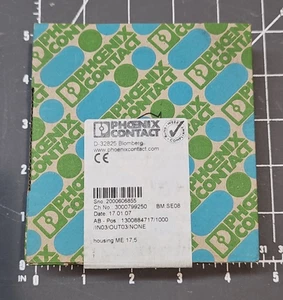 PHOENIX
CONTACT
D-32825 Blomberg
www.phoenixcontact.com
CE
Sno: 2000606855
Ch No.: 3000799250 BM SE08
Date: 17.01.07
AB - Pos : 1300884717/1000
IN03/OUT03/NONE
housing ME 17,5